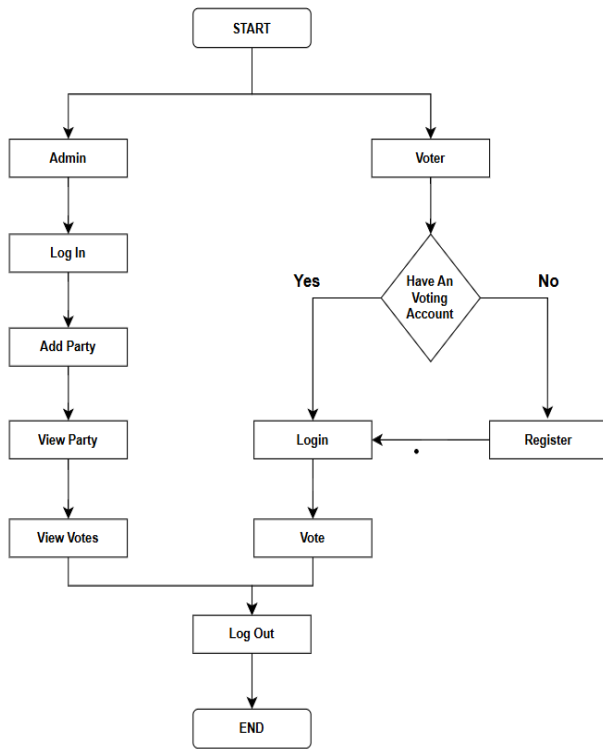 START
Admin
Voter
Log In
Yes
Have An
Voting
Account
No
Add Party
View Party
Login
Register
View Votes
Vote
Log Out
END